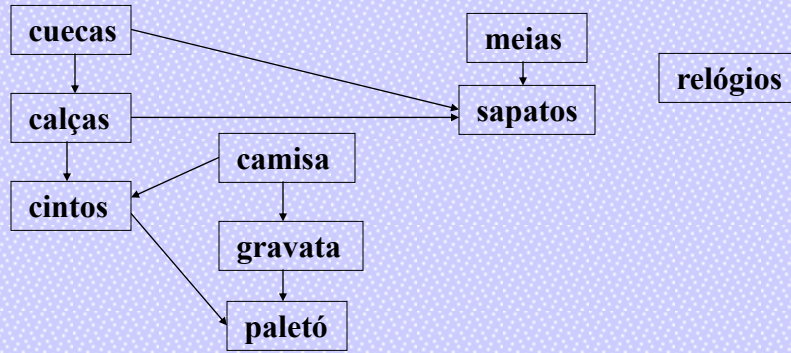 cuecas
meias
relógios
calças
sapatos
camisa
cintos
gravata
paletó